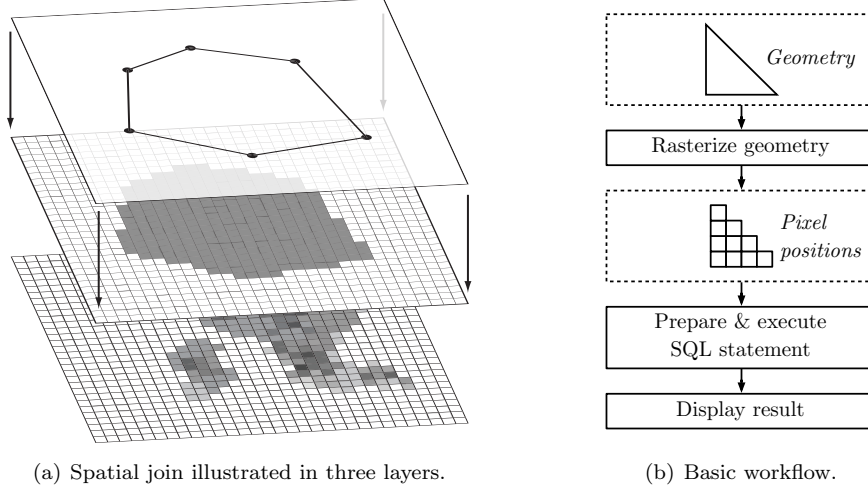 Geometry
Rasterize geometry
Pixel
positions
Prepare & execute
SQL statement
Display result
(a) Spatial join illustrated in three layers.
(b) Basic workflow.